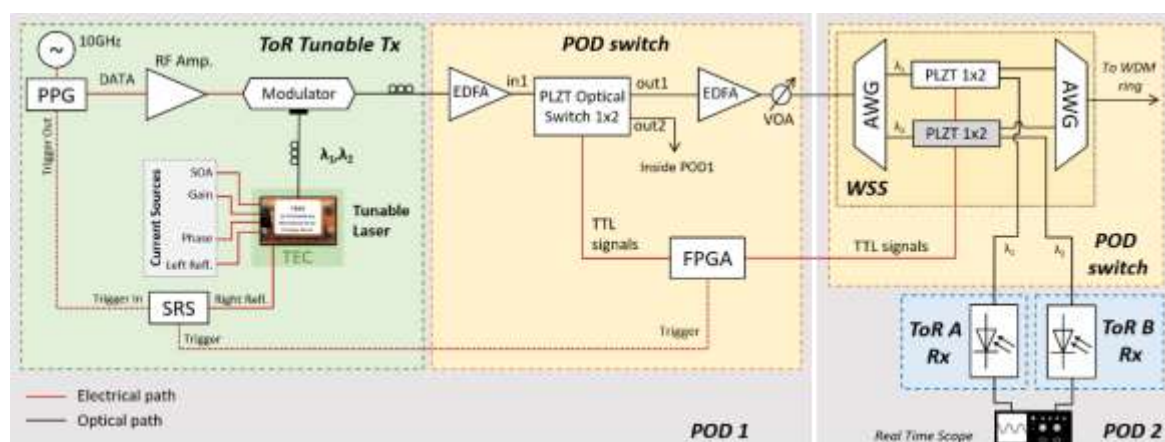 10GHz
ToR Tunable Tx
RF Amp.
DATA
PPG
Modulator
Trigger Out
λ₁,λ₂
SOA
Gain
Phase
Left Refl.
Current Sources
Tunable
Laser
TEC
Trigger In
SRS
Right Refl.
Trigger
Electrical path
Optical path
POD switch
EDFA
in1
PLZT Optical
Switch 1x2
out1
out2
EDFA
VOA
Inside POD1
TTL
signals
FPGA
Trigger
POD 1
AWG
λ₁
PLZT 1x2
PLZT 1x2
AWG
To WDM
ring
WSS
TTL signals
POD
switch
ToR A
Rx
ToR B
Rx
Real Time Scope
POD 2